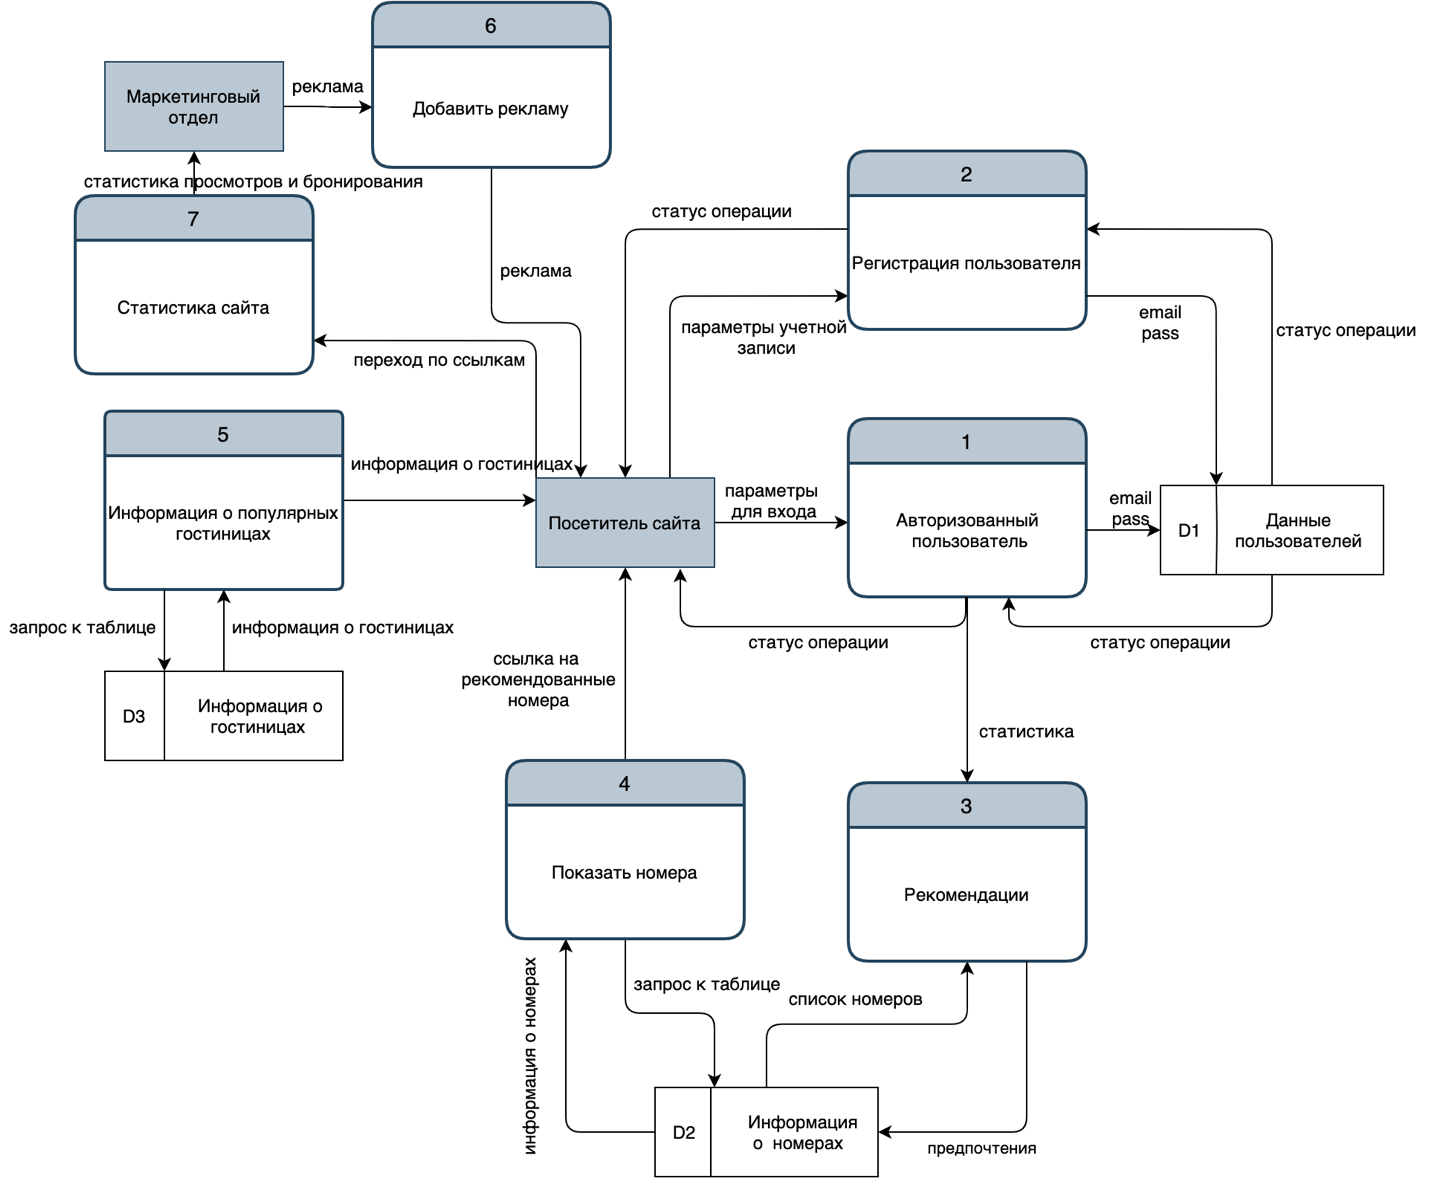 6
Добавить рекламу
Маркетинговый
отдел
реклама
статистика просмотров и бронирования
7
Статистика сайта
реклама
переход по ссылкам
2
Регистрация пользователя
статус операции
параметры учетной
записи
email
pass
статус операции
5
Информация о популярных
гостиницах
информация о гостиницах
Посетитель сайта
параметры
для входа
1
Авторизованный
пользователь
email
pass
D1
Данные
пользователей
запрос к таблице
информация о гостиницах
статус операции
статус операции
D3
Информация о
гостиницах
ссылка на
рекомендованные
номера
статистика
4
Показать номера
3
Рекомендации
информация о номерах
запрос к таблице
список номеров
D2
Информация
о номерах
предпочтения